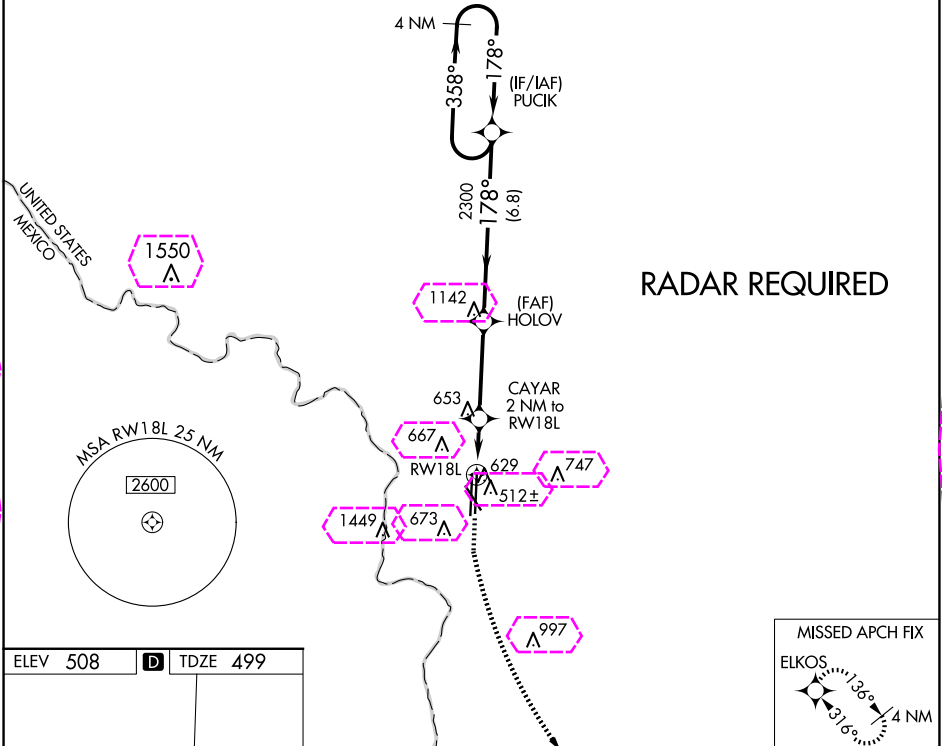 4 NM
358°
178°
(IF/IAF)
PUCIK
2300
178°
(6.8)
UNITED STATES
MEXICO
1550
RADAR REQUIRED
1142
(FAF)
HOLOV
653
CAYAR
2 NM to
RW18L
667
RW18L
629
747
512±
MSA RW18L 25 NM
2600
1449
673
997
ELEV 508
D
TDZE 499
MISSED APCH FIX
ELKOS
136°
316°
4 NM